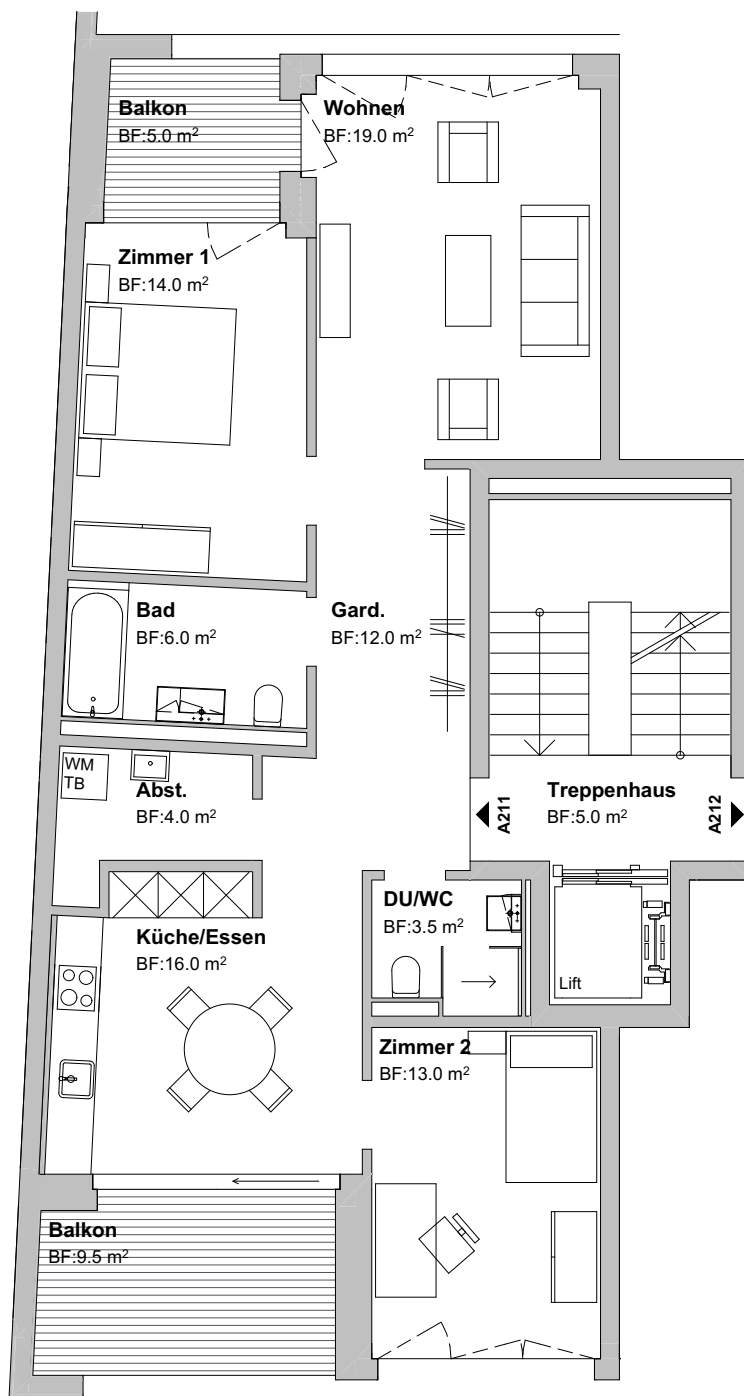 Balkon
BF:5.0 m²
Wohnen
BF:19.0 m²
Zimmer 1
BF:14.0 m²
Bad
BF:6.0 m²
Gard.
BF:12.0 m²
WM
TB
Abst.
BF:4.0 m²
A211
Treppenhaus
BF:5.0 m²
A212
DU/WC
BF:3.5 m²
Küche/Essen
BF:16.0 m²
Lift
Zimmer 2
BF:13.0 m²
Balkon
BF:9.5 m²